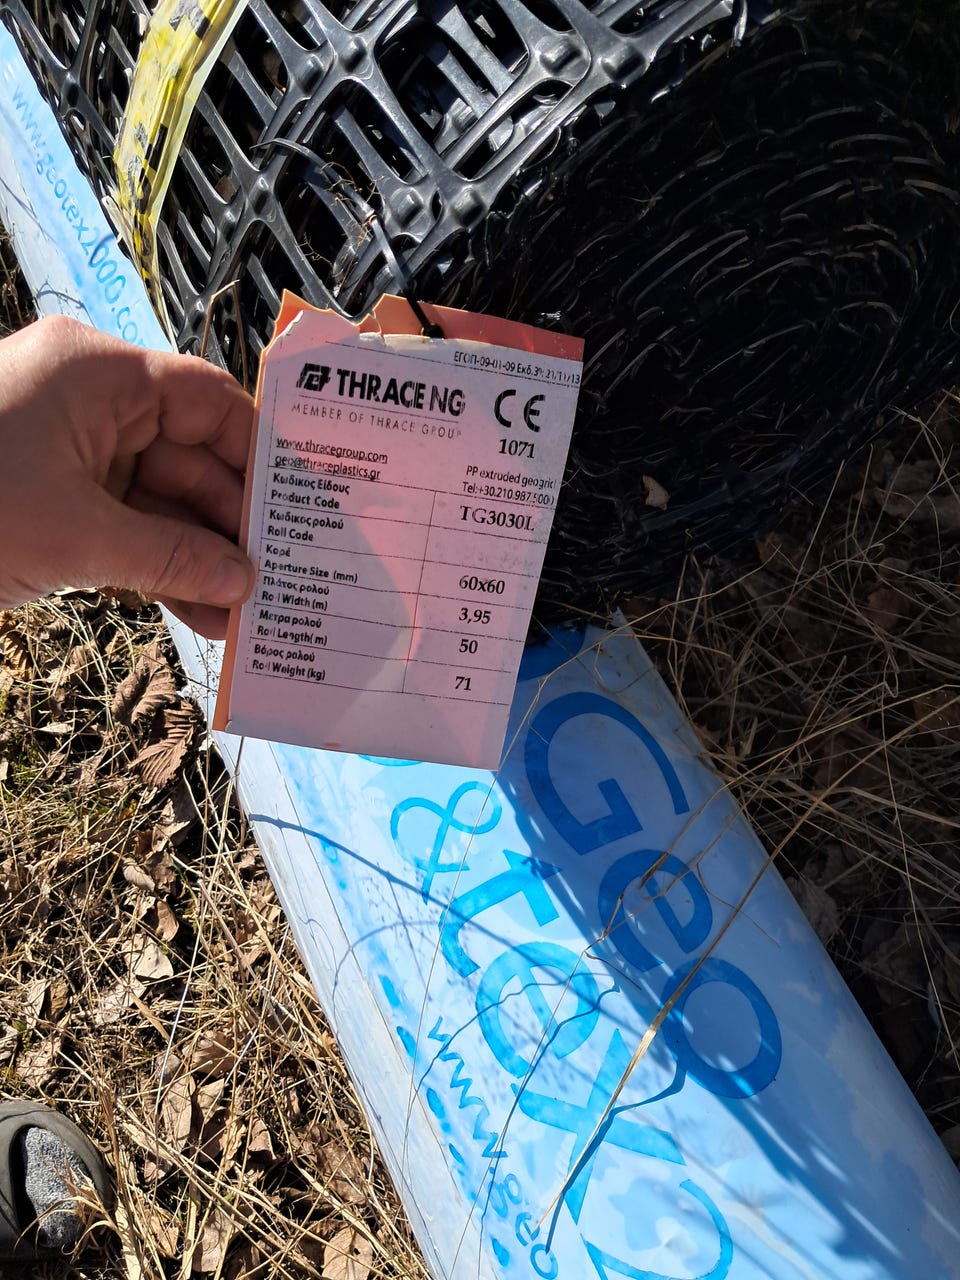 www.geotex2000.co
ΕΓΟΠ-09-01-09 Εκδ.3η: 21/11/13
THRACE NG
MEMBER OF THRACE GROUP
CE
1071
www.thracegroup.com
geo@thraceplastics.gr
PP extruded geogrid
Tel:+30.210.987.5000
Κωδικος Είδους
Product Code
TG3030L
Κωδικος ρολού
Roll Code
Καρέ
Aperture Size (mm)
60x60
Πλάτος ρολού
Roll Width (m)
3,95
Μετρα ρολού
Roll Length(m)
50
Βάρος ρολού
Roll Weight (kg)
71
Geo
&tex2
www.geo